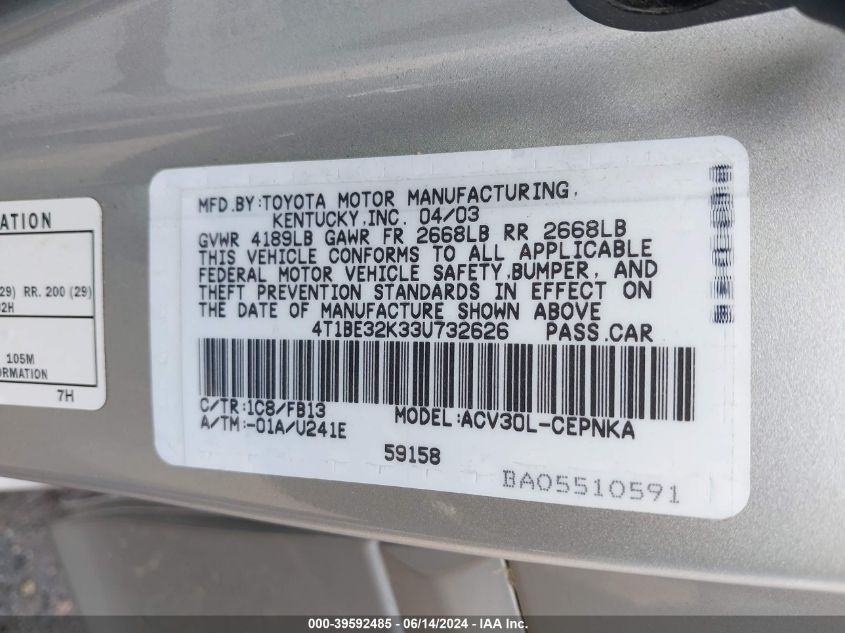 ATION
29) RR. 200 (29)
02H
105M
ORMATION
7H
MFD.BY:TOYOTA MOTOR MANUFACTURING,
KENTUCKY,INC. 04/03
GVWR 4189LB GAWR FR 2668LB RR 2668LB
THIS VEHICLE CONFORMS TO ALL APPLICABLE
FEDERAL MOTOR VEHICLE SAFETY,BUMPER, AND
THEFT PREVENTION STANDARDS IN EFFECT ON
THE DATE OF MANUFACTURE SHOWN ABOVE
4T1BE32K33U732626 PASS.CAR
C/TR:1C8/FB13 MODEL:ACV30L-CEPNKA
A/TM:-01A/U241E
59158
BA05510591
000-39592485 - 06/14/2024 - IAAI.com